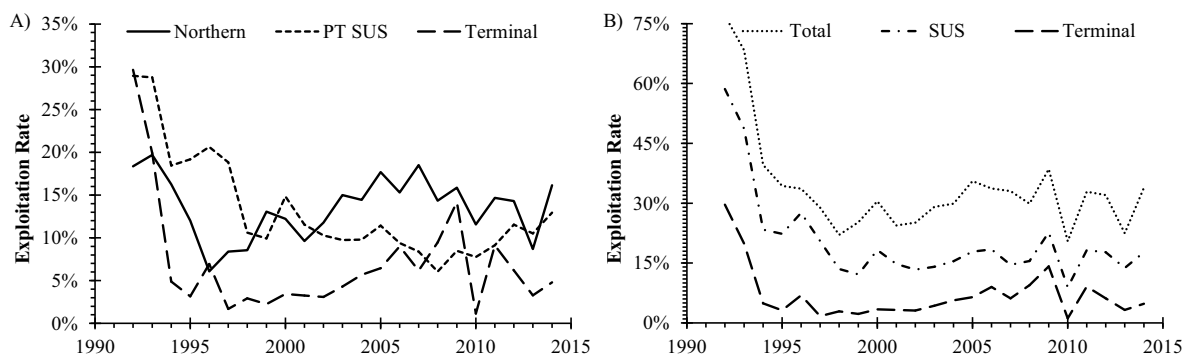 A)
Northern PT SUS Terminal
Exploitation Rate
35%
30%
25%
20%
15%
10%
5%
0%
1990 1995 2000 2005 2010 2015
B)
Total SUS Terminal
Exploitation Rate
75%
60%
45%
30%
15%
0%
1990 1995 2000 2005 2010 2015